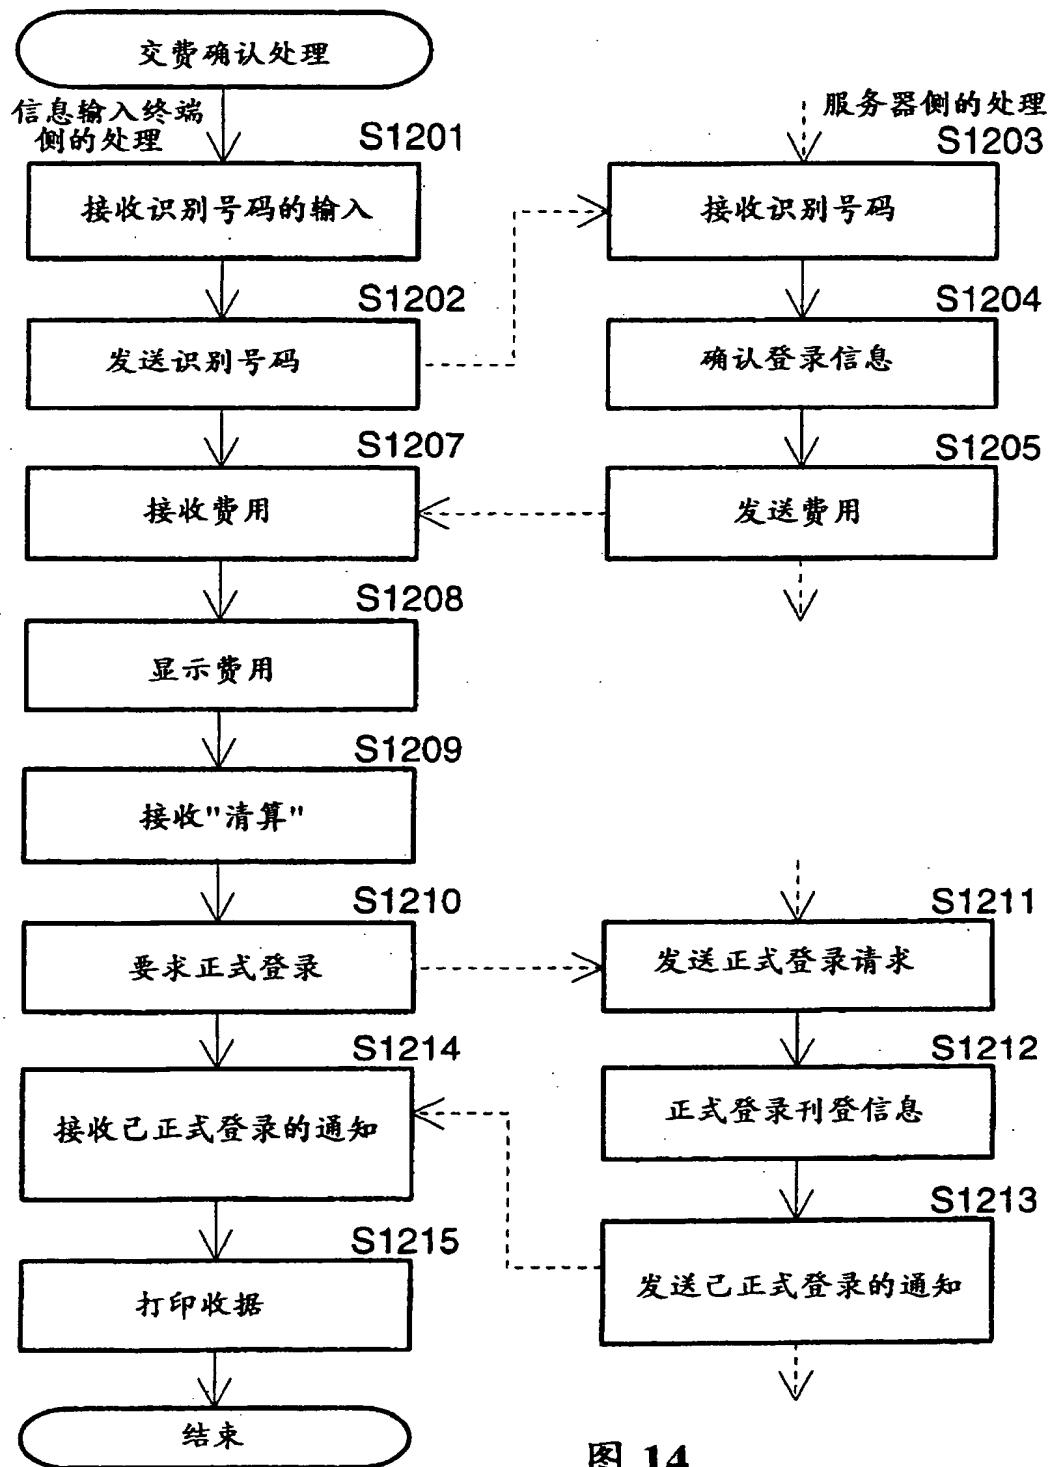 交费确认处理
信息输入终端
侧的处理
S1201
接收识别号码的输入
S1202
发送识别号码
S1207
接收费用
S1208
显示费用
S1209
接收"清算"
S1210
要求正式登录
S1214
接收已正式登录的通知
S1215
打印收据
结束
服务器侧的处理
S1203
接收识别号码
S1204
确认登录信息
S1205
发送费用
S1211
发送正式登录请求
S1212
正式登录刊登信息
S1213
发送已正式登录的通知
图 14